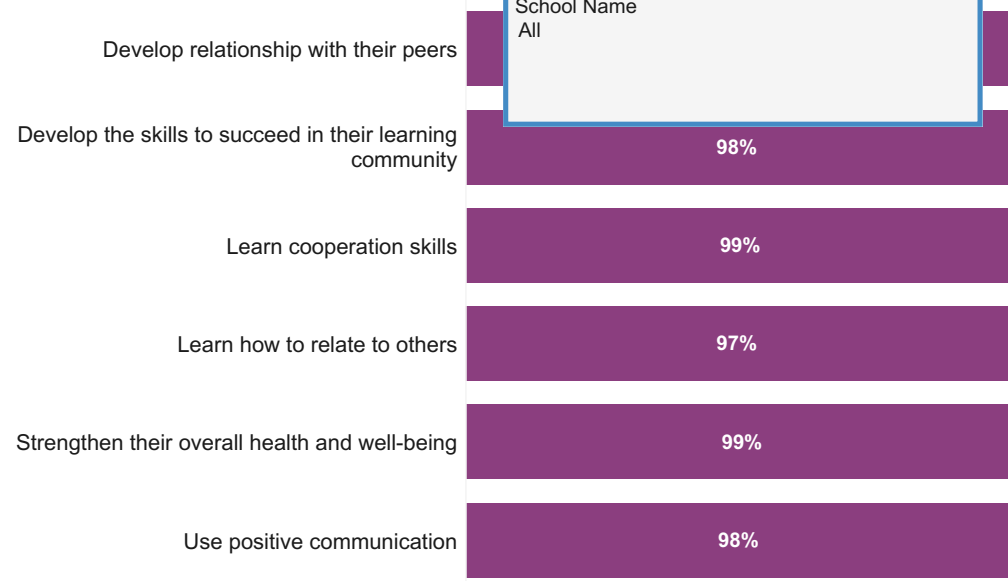 School Name
All
Develop relationship with their peers
Develop the skills to succeed in their learning
community
98%
Learn cooperation skills
99%
Learn how to relate to others
97%
Strengthen their overall health and well-being
99%
Use positive communication
98%